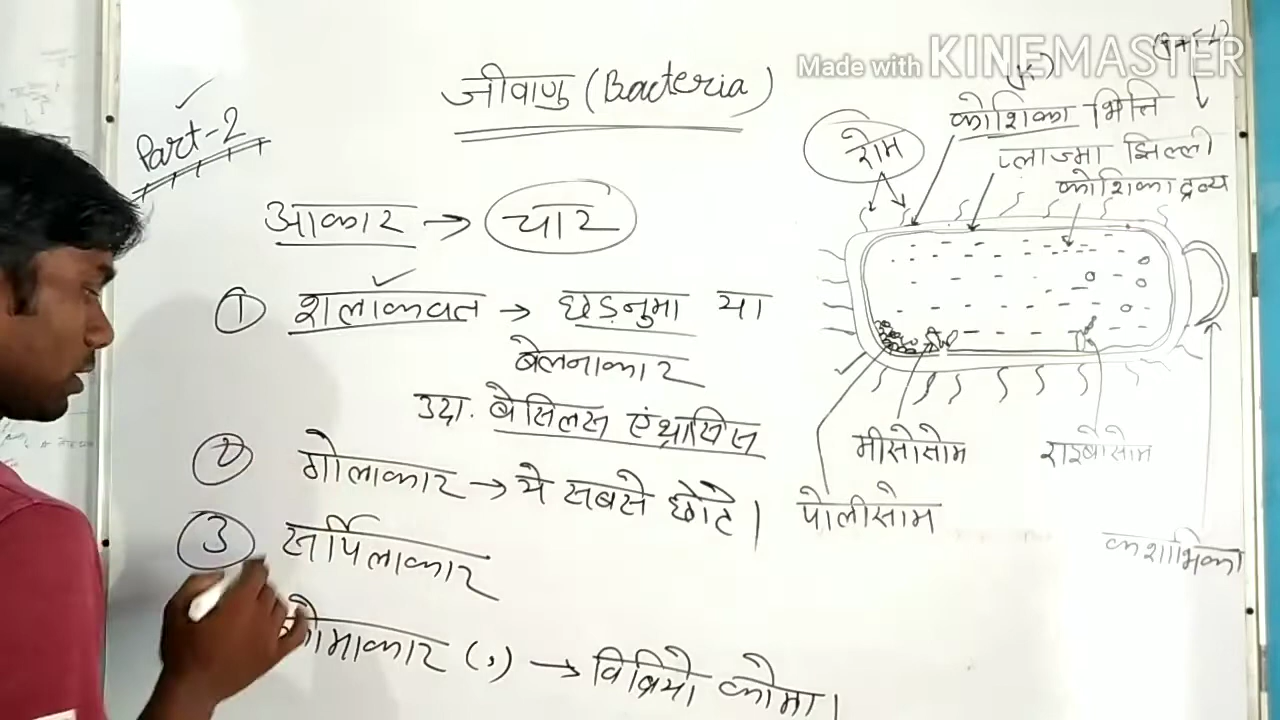 Made with KINEMASTER
जीवाणु (Bacteria)
Part-2
आकार → चार
① शलाकवत → छड़नुमा या
बेलनाकार
उदा. बेसिलस एंथ्रासिस
② गोलाकार → ये सबसे छोटे।
③ सर्पिलाकार
कोमाकार (,) → विब्रियो कोमा।
रोम
कोशिका भित्ति
प्लाज्मा झिल्ली
कोशिका द्रव्य
मीसोसोम
राइबोसोम
पोलीसोम
कशाभिका